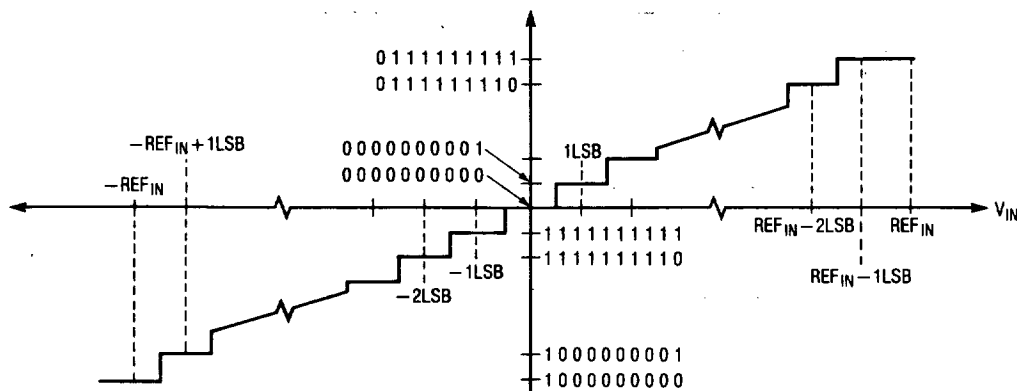 0111111111
0111111110
-REF_IN+1LSB
0000000001
1LSB
0000000000
-REF_IN
V_IN
1111111111
REF_IN-2LSB
REF_IN
1111111110
-1LSB
-2LSB
REF_IN-1LSB
1000000001
1000000000